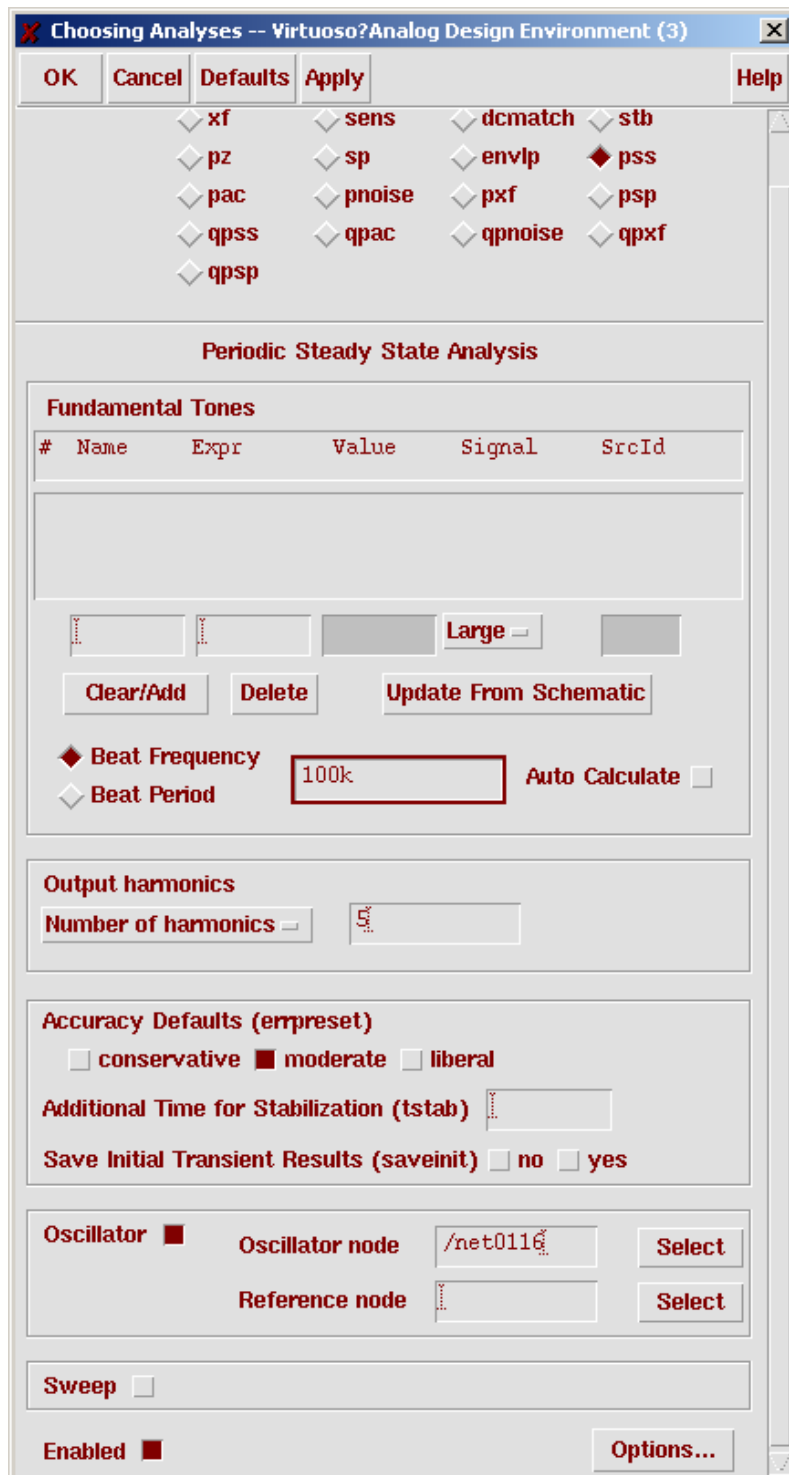 Choosing Analyses -- Virtuoso?Analog Design Environment (3)
OK Cancel Defaults Apply Help
xf sens dcmatch stb
pz sp envlp pss
pac pnoise pxf psp
qpss qpac qpnoise qpxf
qpsp
Periodic Steady State Analysis
Fundamental Tones
# Name Expr Value Signal SrcId
Large
Clear/Add Delete Update From Schematic
Beat Frequency
100k Auto Calculate
Beat Period
Output harmonics
Number of harmonics 5
Accuracy Defaults (errpreset)
conservative moderate liberal
Additional Time for Stabilization (tstab)
Save Initial Transient Results (saveinit) no yes
Oscillator Oscillator node /net0116 Select
Reference node Select
Sweep
Enabled Options...